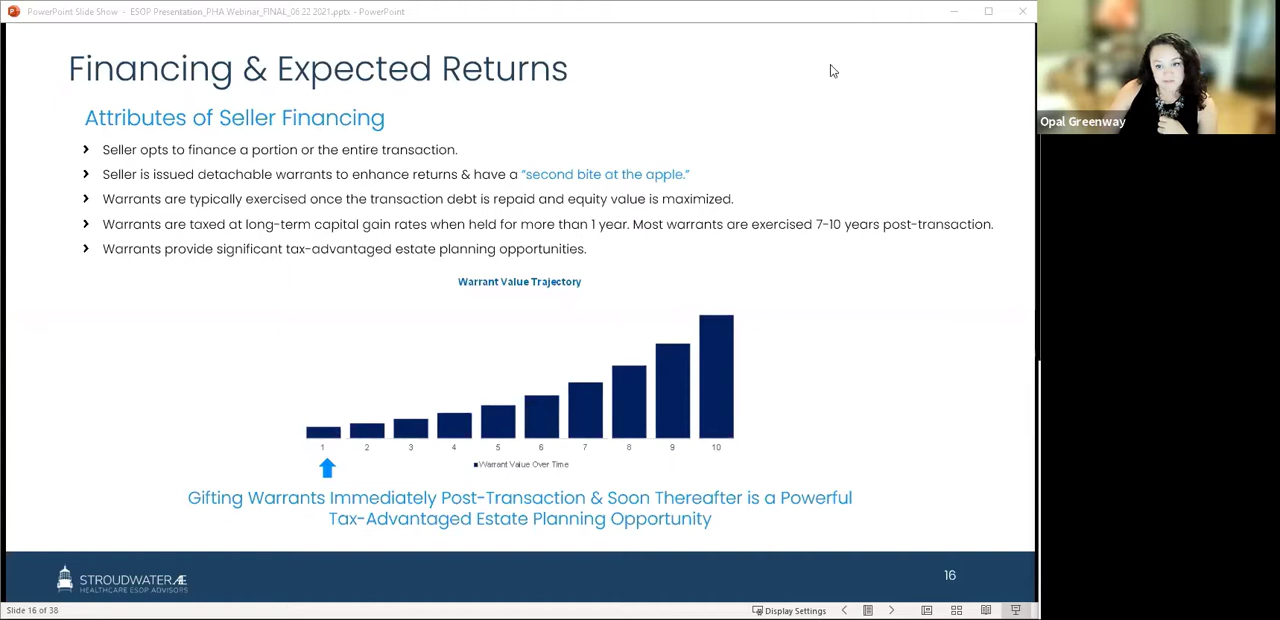 PowerPoint Slide Show - ESOP Presentation_PHA Webinar_FINAL_06 22 2021.pptx - PowerPoint
Financing & Expected Returns
Attributes of Seller Financing
Seller opts to finance a portion or the entire transaction.
Seller is issued detachable warrants to enhance returns & have a “second bite at the apple.”
Warrants are typically exercised once the transaction debt is repaid and equity value is maximized.
Warrants are taxed at long-term capital gain rates when held for more than 1 year. Most warrants are exercised 7-10 years post-transaction.
Warrants provide significant tax-advantaged estate planning opportunities.
Warrant Value Trajectory
1 2 3 4 5 6 7 8 9 10
Warrant Value Over Time
Gifting Warrants Immediately Post-Transaction & Soon Thereafter is a Powerful
Tax-Advantaged Estate Planning Opportunity
STROUDWATER Æ
HEALTHCARE ESOP ADVISORS
16
Slide 16 of 38
Display Settings
Opal Greenway